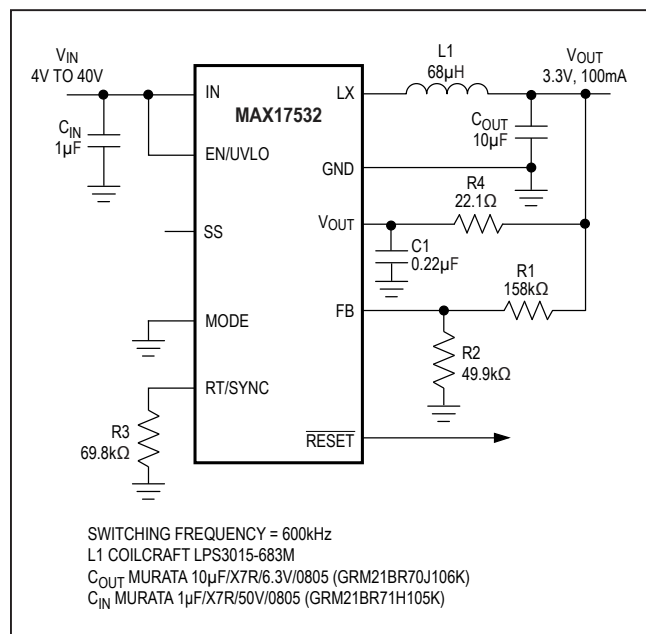 VIN
4V TO 40V
CIN
1µF
IN
EN/UVLO
SS
MODE
RT/SYNC
R3
69.8kΩ
MAX17532
LX
GND
VOUT
FB
RESET
L1
68µH
VOUT
3.3V, 100mA
COUT
10µF
R4
22.1Ω
C1
0.22µF
R1
158kΩ
R2
49.9kΩ
SWITCHING FREQUENCY = 600kHz
L1 COILCRAFT LPS3015-683M
COUT MURATA 10µF/X7R/6.3V/0805 (GRM21BR70J106K)
CIN MURATA 1µF/X7R/50V/0805 (GRM21BR71H105K)